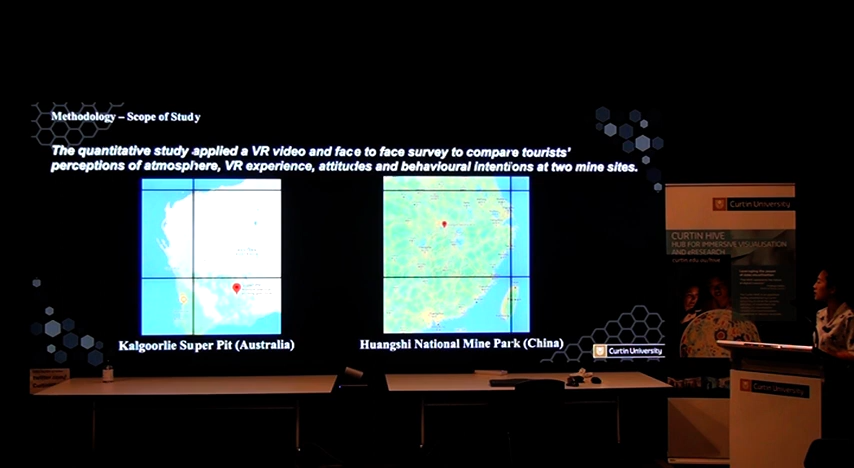 Methodology – Scope of Study
The quantitative study applied a VR video and face to face survey to compare tourists'
perceptions of atmosphere, VR experience, attitudes and behavioural intentions at two mine sites.
Kalgoorlie Super Pit (Australia)
Huangshi National Mine Park (China)
Curtin University
Curtin University
CURTIN HIVE
HUB FOR IMMERSIVE VISUALISATION
AND eRESEARCH
Curtin University